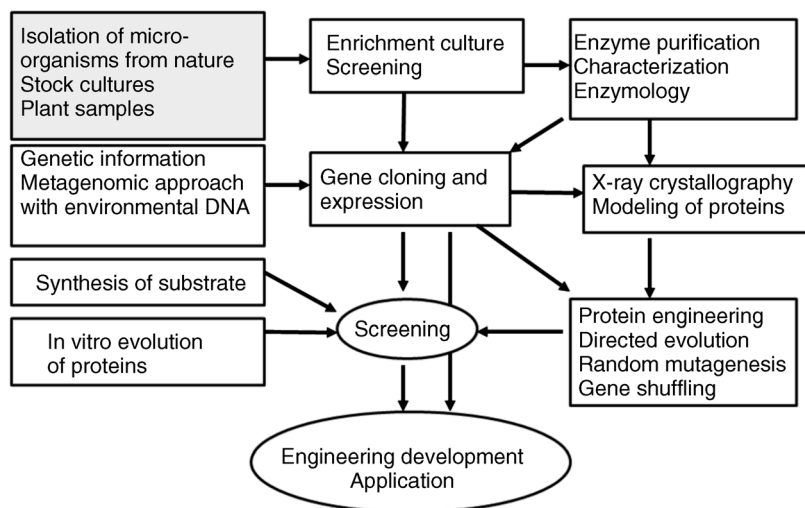 Isolation of micro-
organisms from nature
Stock cultures
Plant samples
Enrichment culture
Screening
Enzyme purification
Characterization
Enzymology
Genetic information
Metagenomic approach
with environmental DNA
Gene cloning and
expression
X-ray crystallography
Modeling of proteins
Synthesis of substrate
In vitro evolution
of proteins
Screening
Protein engineering
Directed evolution
Random mutagenesis
Gene shuffling
Engineering development
Application